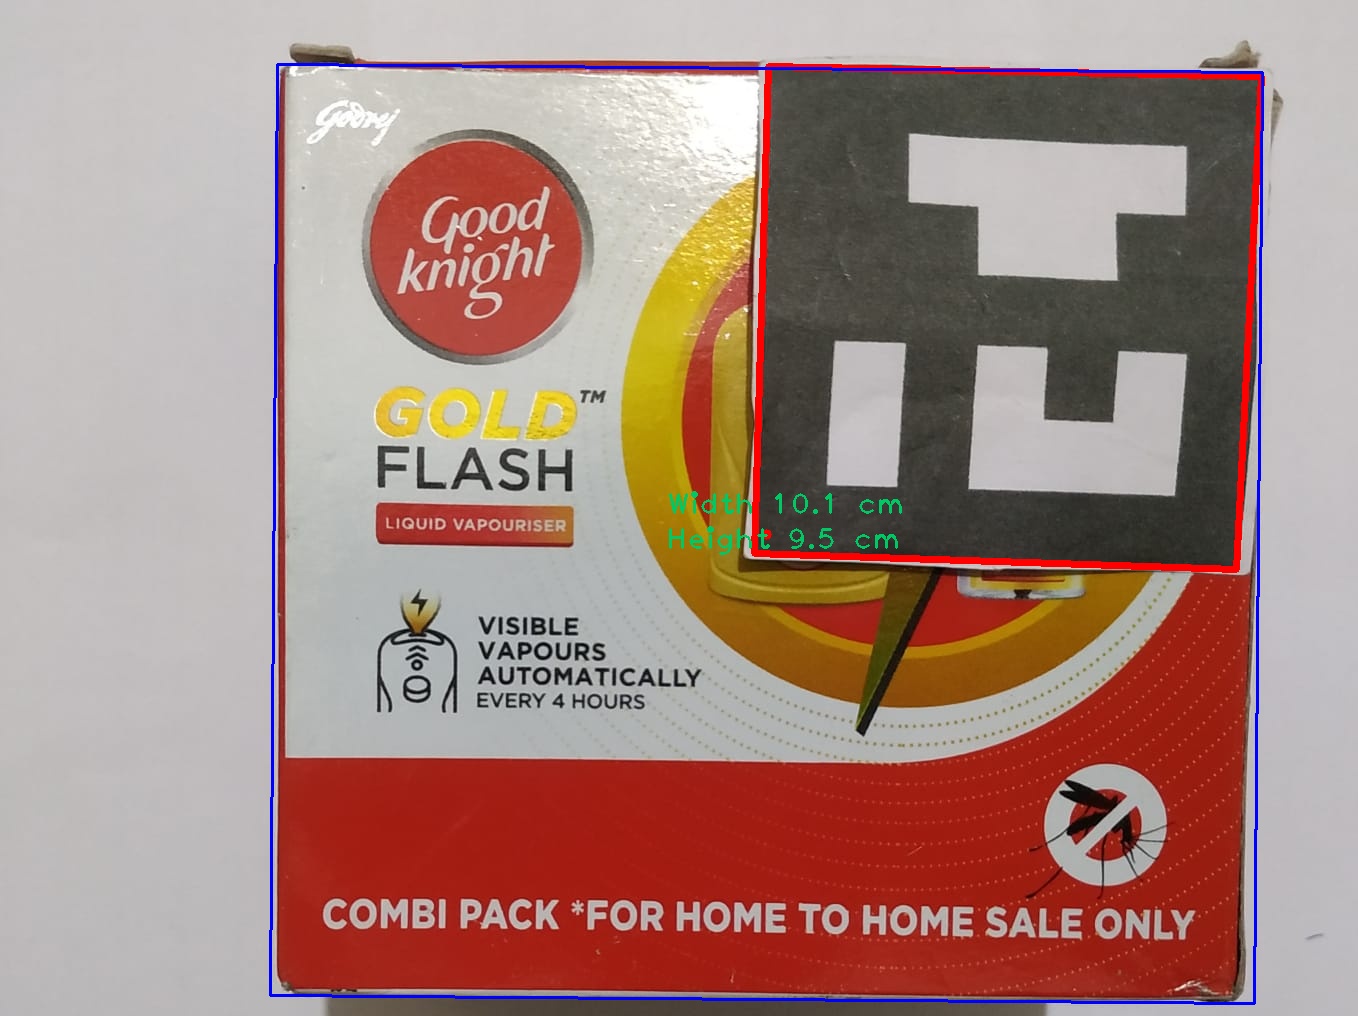 Godrej
Good
knight
GOLD™
FLASH
LIQUID VAPOURISER
Width 10.1 cm
Height 9.5 cm
VISIBLE
VAPOURS
AUTOMATICALLY
EVERY 4 HOURS
COMBI PACK *FOR HOME TO HOME SALE ONLY